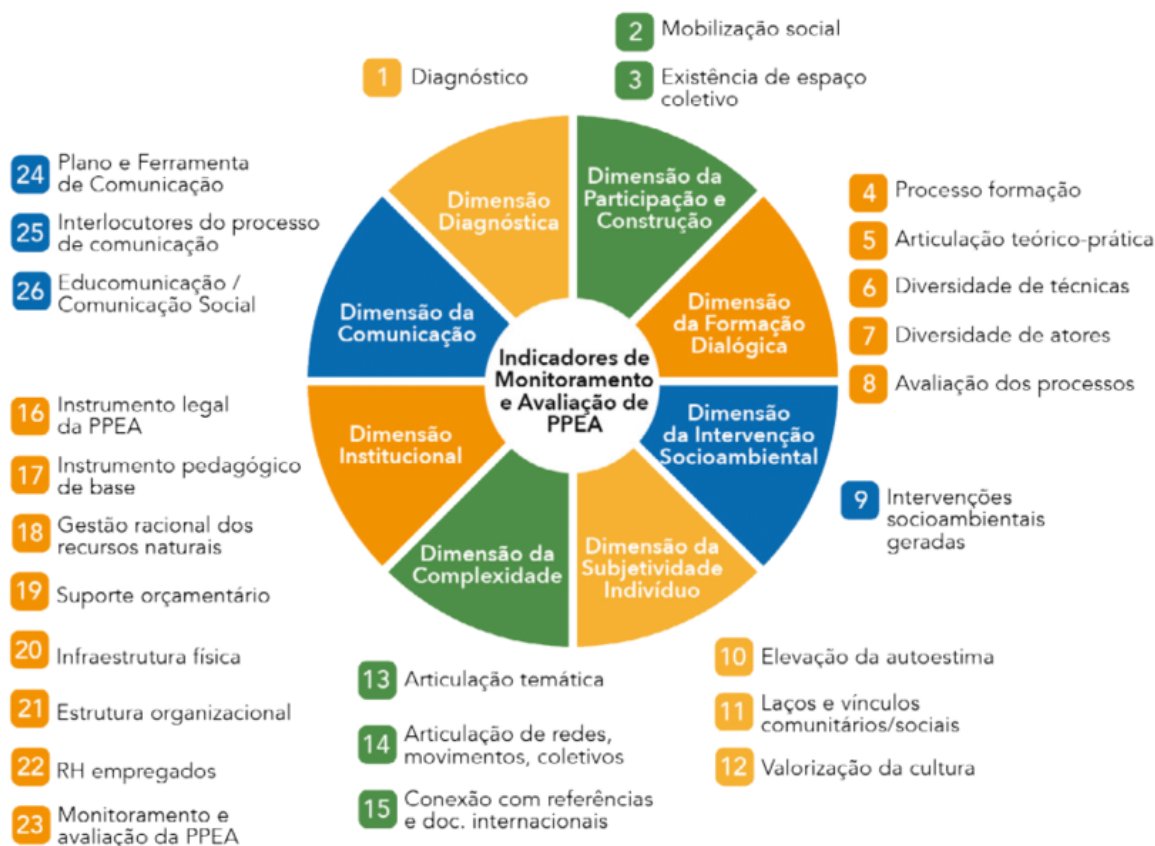 1 Diagnóstico
2 Mobilização social
3 Existência de espaço
coletivo
Dimensão
Diagnóstica
Dimensão da
Participação e
Construção
Dimensão
da Formação
Dialógica
Dimensão
da Intervenção
Socioambiental
Dimensão da
Subjetividade
Indivíduo
Dimensão da
Complexidade
Dimensão
Institucional
Dimensão da
Comunicação
Indicadores de
Monitoramento
e Avaliação de
PPEA
4 Processo formação
5 Articulação teórico-prática
6 Diversidade de técnicas
7 Diversidade de atores
8 Avaliação dos processos
9 Intervenções
socioambientais
geradas
10 Elevação da autoestima
11 Laços e vínculos
comunitários/sociais
12 Valorização da cultura
13 Articulação temática
14 Articulação de redes,
movimentos, coletivos
15 Conexão com referências
e doc. internacionais
16 Instrumento legal
da PPEA
17 Instrumento pedagógico
de base
18 Gestão racional dos
recursos naturais
19 Suporte orçamentário
20 Infraestrutura física
21 Estrutura organizacional
22 RH empregados
23 Monitoramento e
avaliação da PPEA
24 Plano e Ferramenta
de Comunicação
25 Interlocutores do processo
de comunicação
26 Educomunicação /
Comunicação Social